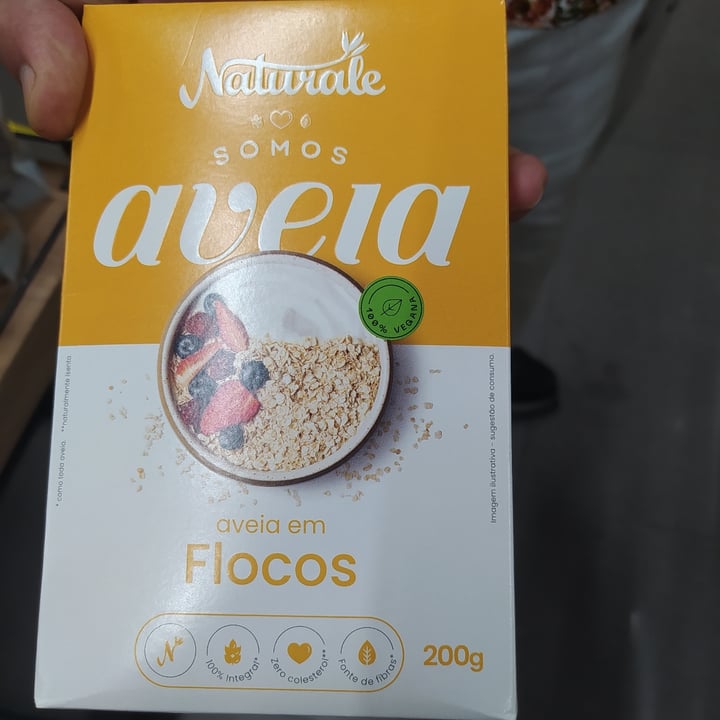 Naturale
SOMOS
aveia
100% VEGANA
* como toda aveia. **naturalmente isento
Imagem ilustrativa - sugestão de consumo.
aveia em
Flocos
N
100% Integral*
Zero colesterol**
Fonte de fibras*
200g